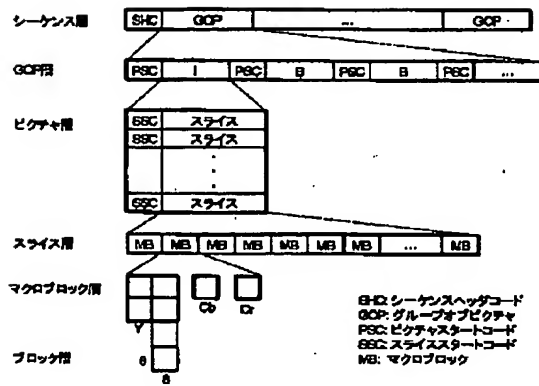 シーケンス層 SHC GOP ... GOP
GOP層 PSC I PSC B PSC B PSC ...
ピクチャ層 SSC スライス
SSC スライス
SSC スライス
スライス層 MB MB MB MB MB MB MB ... MB
マクロブロック層 Y Cb Cr
ブロック層 8
8
SHC: シーケンスヘッダコード
GOP: グループオブピクチャ
PSC: ピクチャスタートコード
SSC: スライススタートコード
MB: マクロブロック